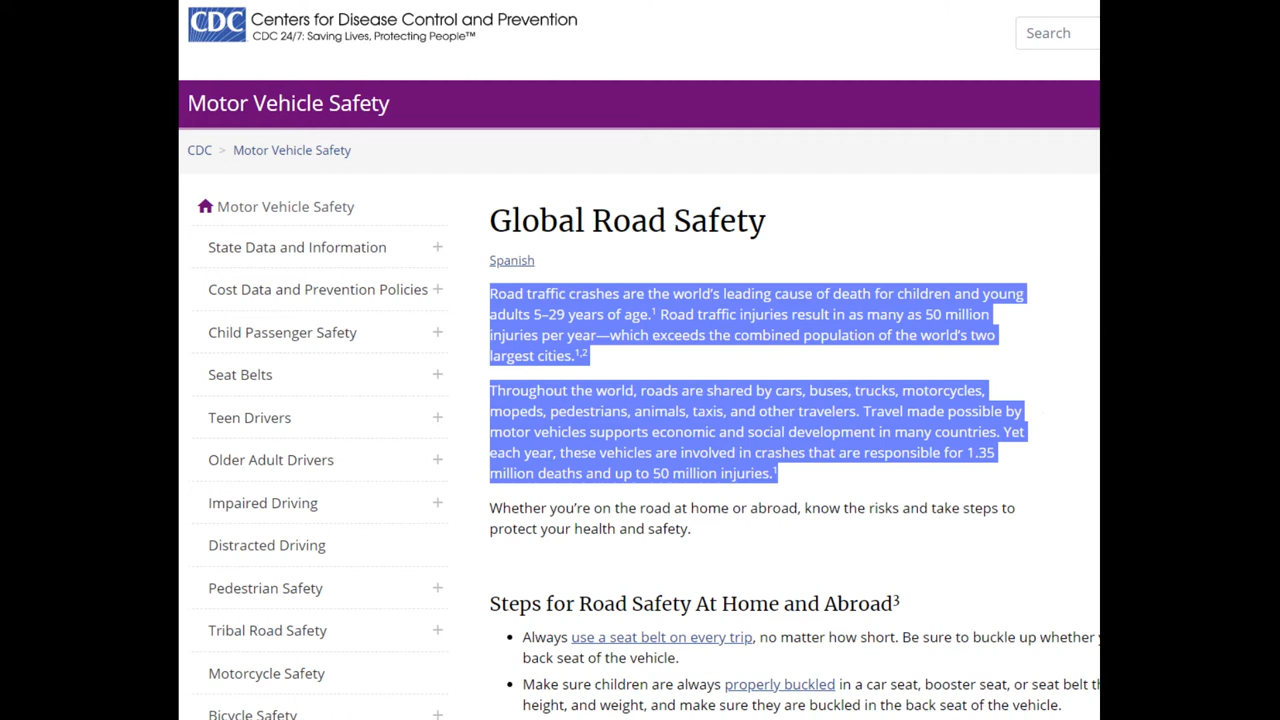 CDC Centers for Disease Control and Prevention
CDC 24/7: Saving Lives, Protecting People™
Search
Motor Vehicle Safety
CDC > Motor Vehicle Safety
Motor Vehicle Safety
State Data and Information +
Cost Data and Prevention Policies +
Child Passenger Safety +
Seat Belts +
Teen Drivers +
Older Adult Drivers +
Impaired Driving +
Distracted Driving
Pedestrian Safety +
Tribal Road Safety +
Motorcycle Safety
Bicycle Safety +
Global Road Safety
Spanish
Road traffic crashes are the world's leading cause of death for children and young
adults 5–29 years of age.¹ Road traffic injuries result in as many as 50 million
injuries per year—which exceeds the combined population of the world's two
largest cities.¹,²
Throughout the world, roads are shared by cars, buses, trucks, motorcycles,
mopeds, pedestrians, animals, taxis, and other travelers. Travel made possible by
motor vehicles supports economic and social development in many countries. Yet
each year, these vehicles are involved in crashes that are responsible for 1.35
million deaths and up to 50 million injuries.¹
Whether you're on the road at home or abroad, know the risks and take steps to
protect your health and safety.
Steps for Road Safety At Home and Abroad³
• Always use a seat belt on every trip, no matter how short. Be sure to buckle up whether
back seat of the vehicle.
• Make sure children are always properly buckled in a car seat, booster seat, or seat belt
height, and weight, and make sure they are buckled in the back seat of the vehicle.